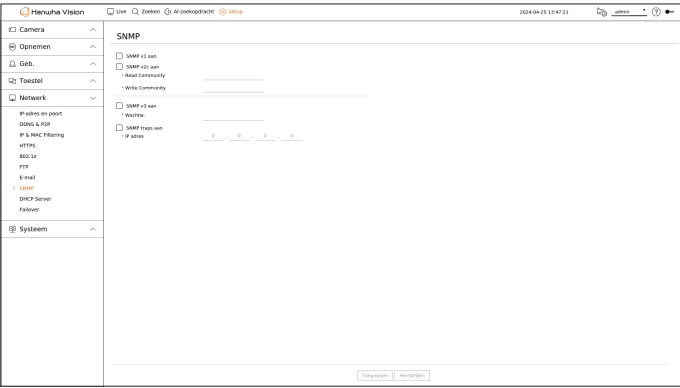 Hanwha Vision
Live Zoeken AI-zoekopdracht Setup 2024-04-25 13:47:21 admin ?
Camera
Opnemen
Geb.
Toestel
Netwerk
IP-adres en poort
DDNS & P2P
IP & MAC Filtering
HTTPS
802.1x
FTP
E-mail
SNMP
DHCP Server
Failover
Systeem
SNMP
SNMP v1 aan
SNMP v2c aan
Read Community
Write Community
SNMP v3 aan
Wachtw.
SNMP traps aan
IP adres 0 . 0 . 0 . 0
Toepassen Herstellen